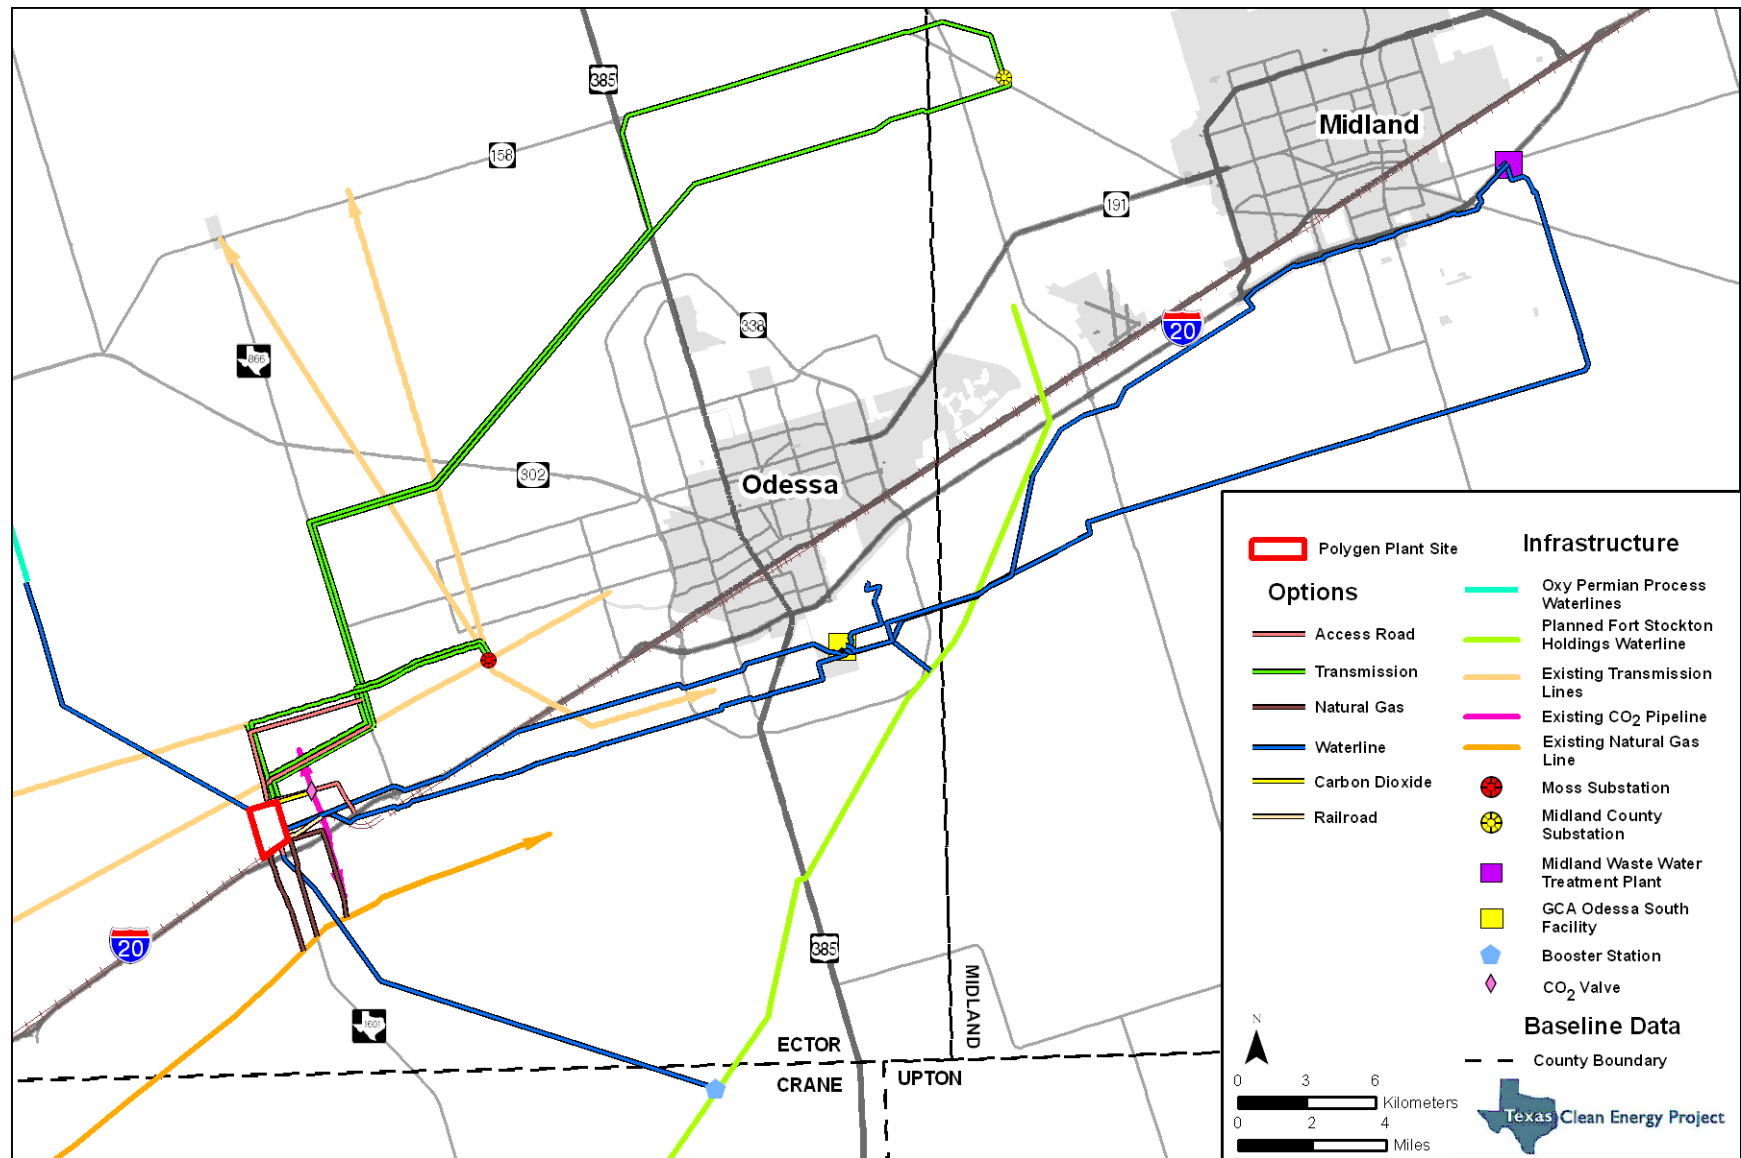 385
Midland
158
191
338
20
866
302
Odessa
20
385
1601
MIDLAND
ECTOR
CRANE
UPTON
Polygen Plant Site
Options
Access Road
Transmission
Natural Gas
Waterline
Carbon Dioxide
Railroad
Infrastructure
Oxy Permian Process
Waterlines
Planned Fort Stockton
Holdings Waterline
Existing Transmission
Lines
Existing CO2 Pipeline
Existing Natural Gas
Line
Moss Substation
Midland County
Substation
Midland Waste Water
Treatment Plant
GCA Odessa South
Facility
Booster Station
CO2 Valve
Baseline Data
County Boundary
N
0 3 6
Kilometers
0 2 4
Miles
Texas Clean Energy Project